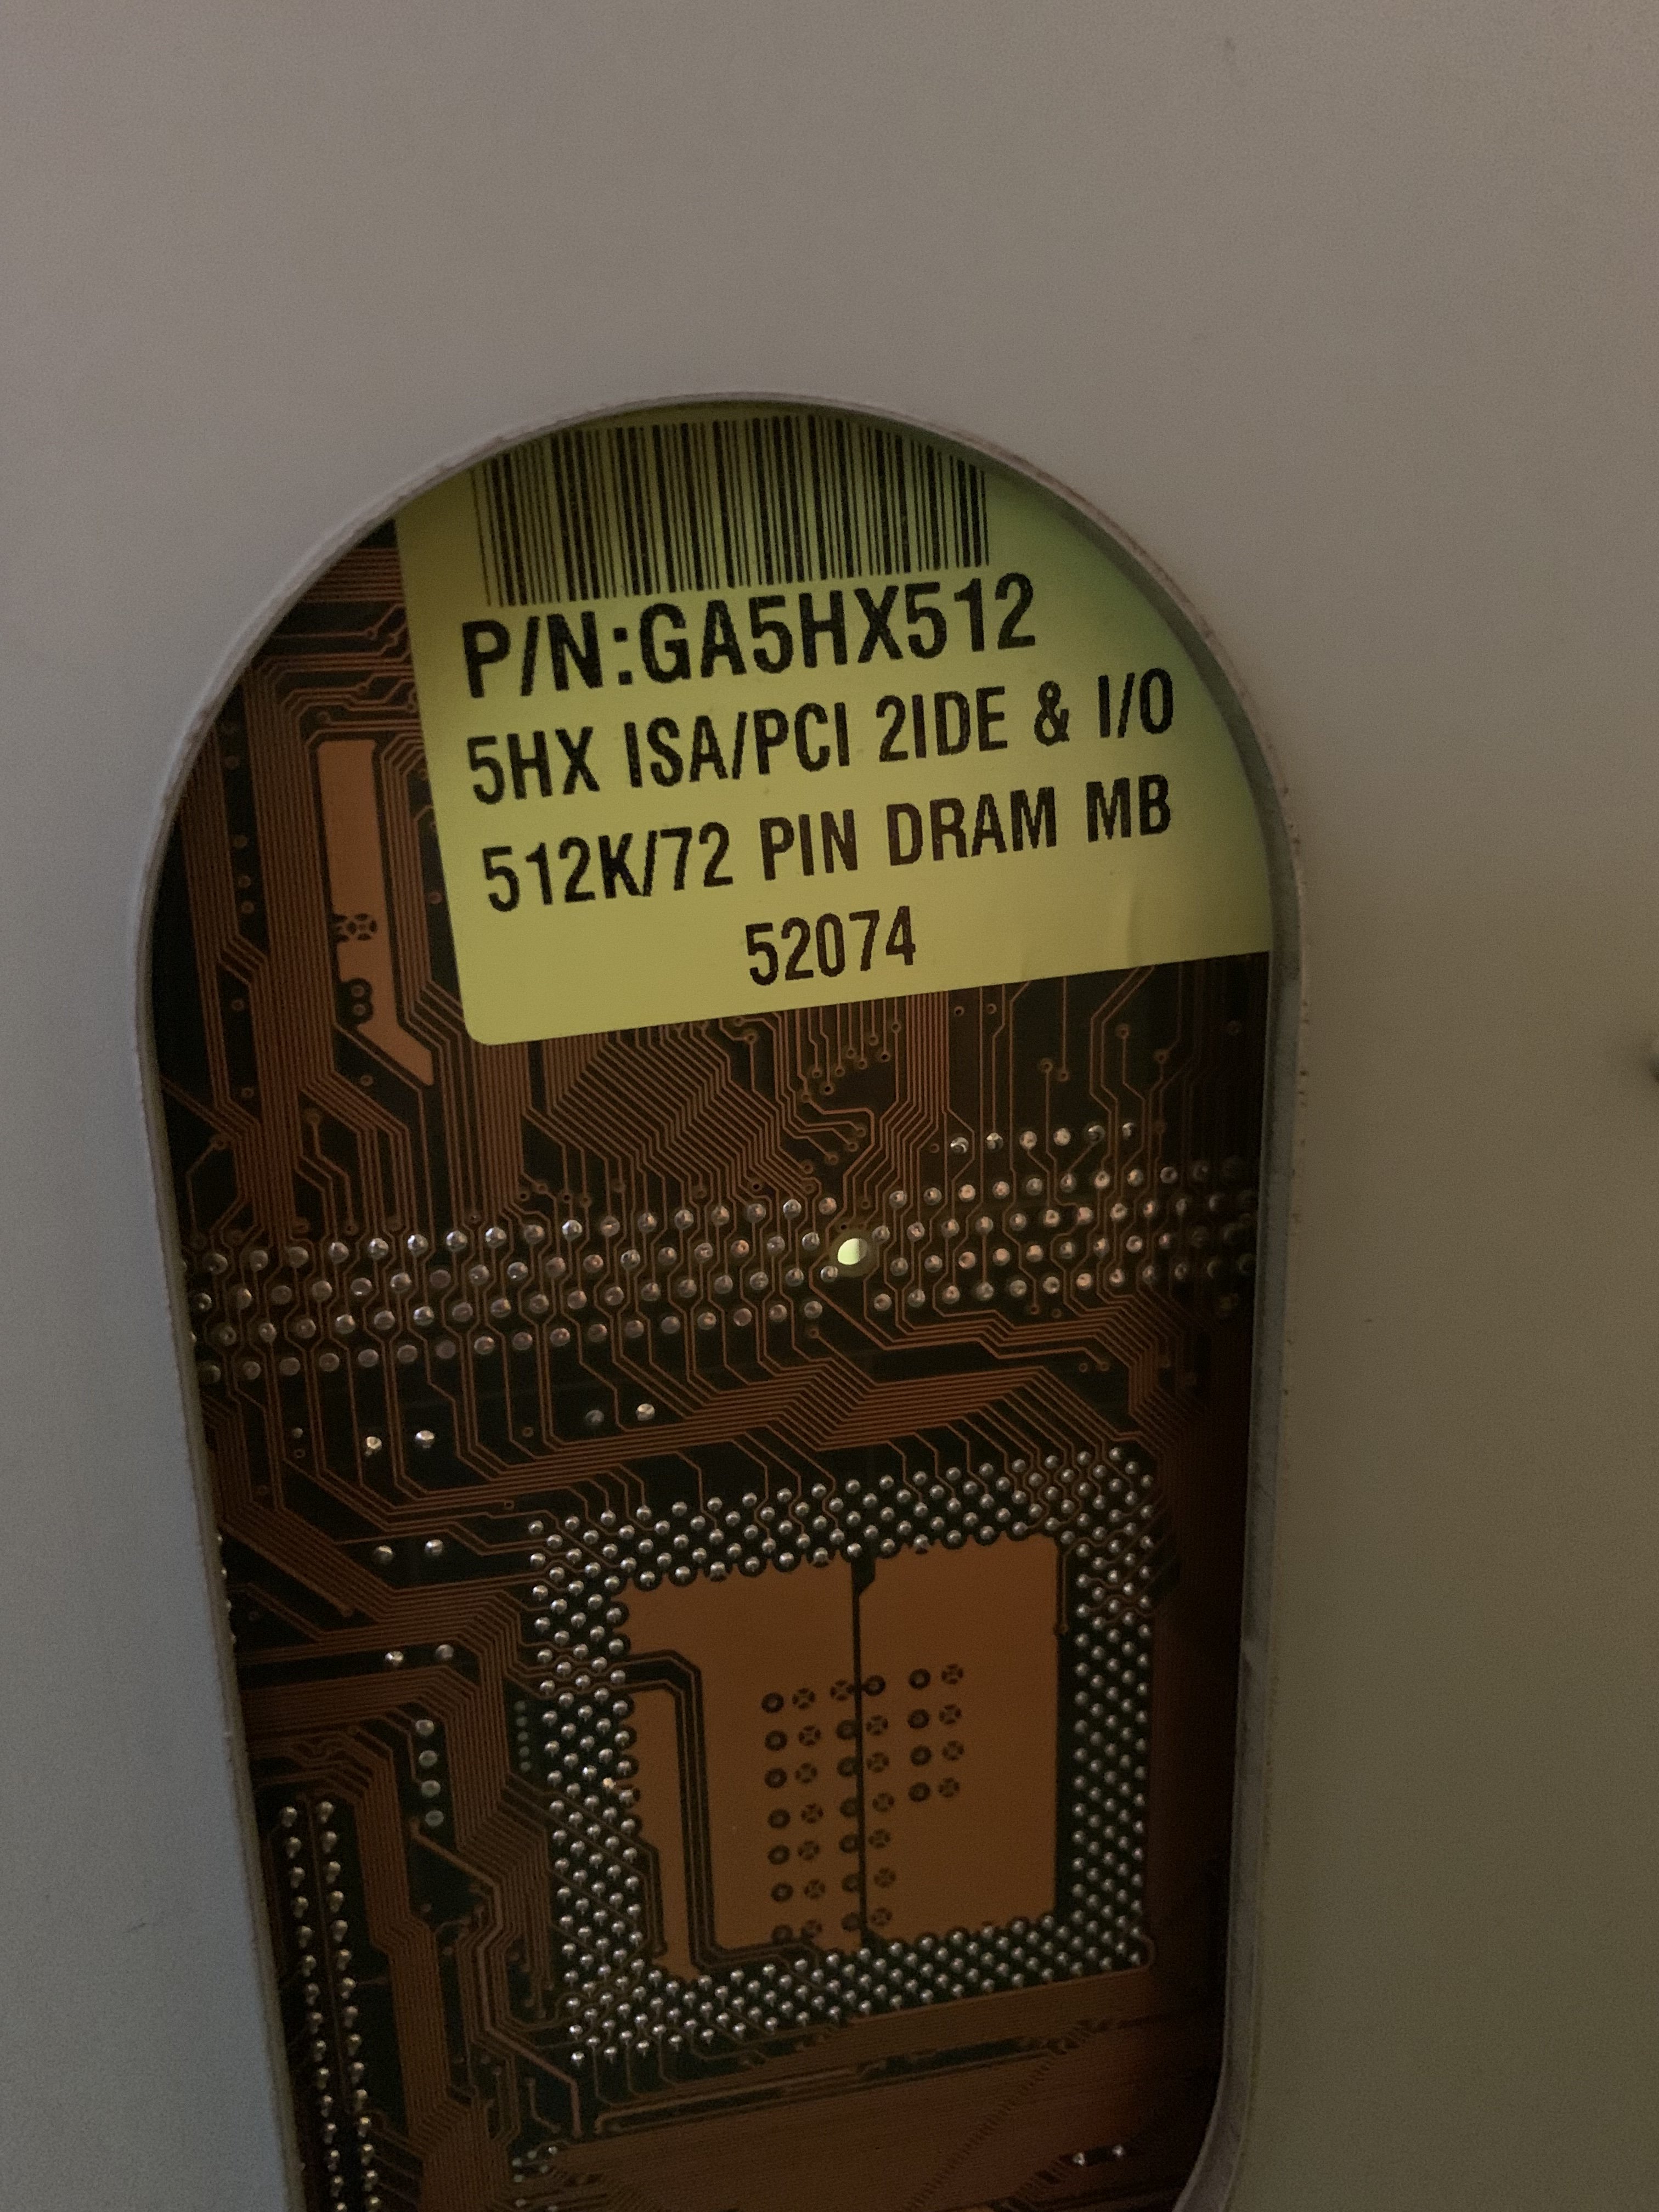 P/N:GA5HX512
5HX ISA/PCI 2IDE & I/O
512K/72 PIN DRAM MB
52074